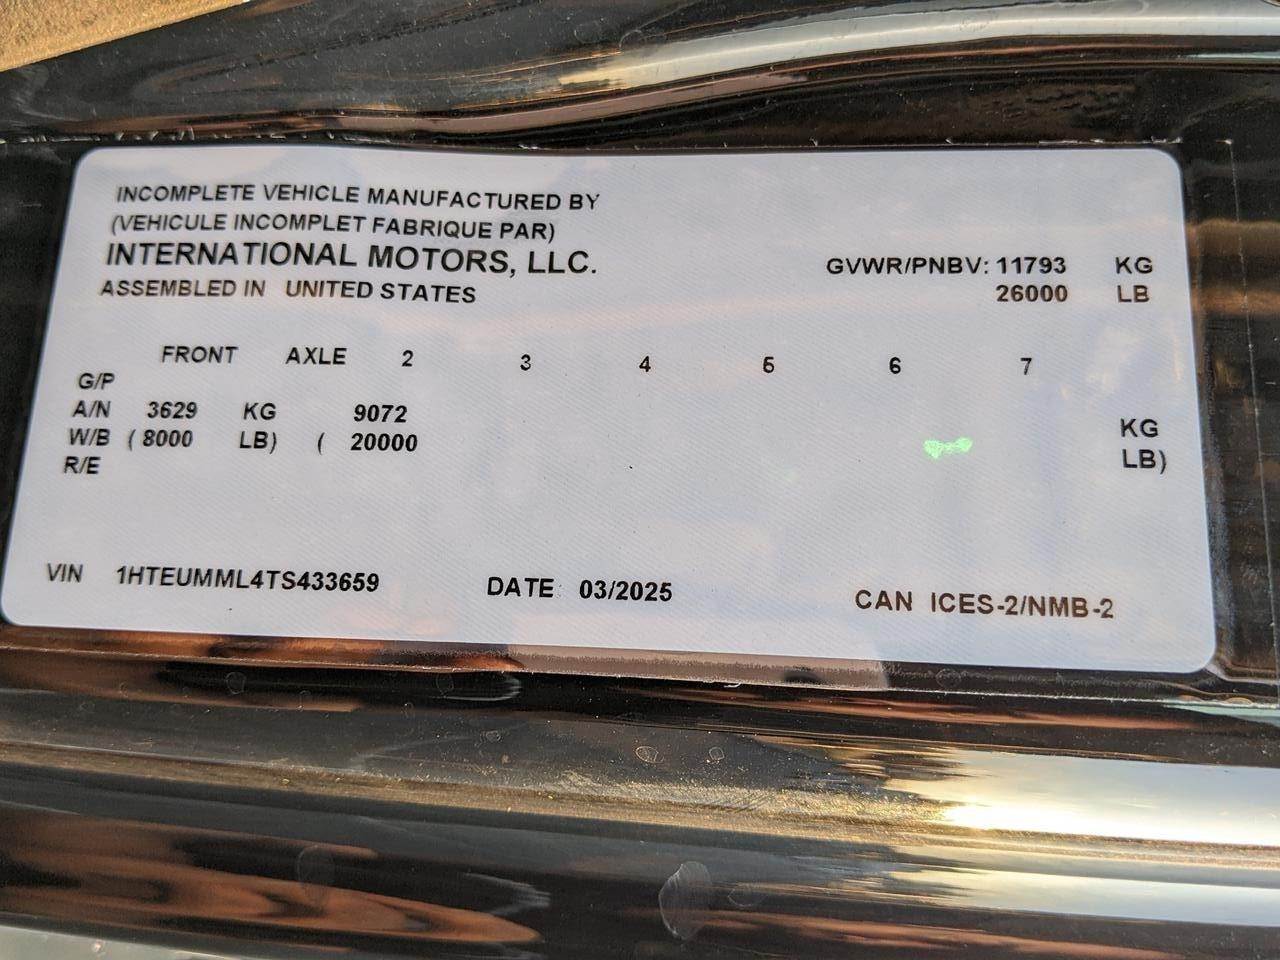 INCOMPLETE VEHICLE MANUFACTURED BY
(VEHICULE INCOMPLET FABRIQUE PAR)
INTERNATIONAL MOTORS, LLC.
ASSEMBLED IN UNITED STATES
GVWR/PNBV: 11793 KG
26000 LB
FRONT AXLE 2 3 4 5 6 7
G/P
A/N 3629 KG 9072 KG
W/B ( 8000 LB) ( 20000 LB)
R/E
VIN 1HTEUMML4TS433659 DATE 03/2025 CAN ICES-2/NMB-2